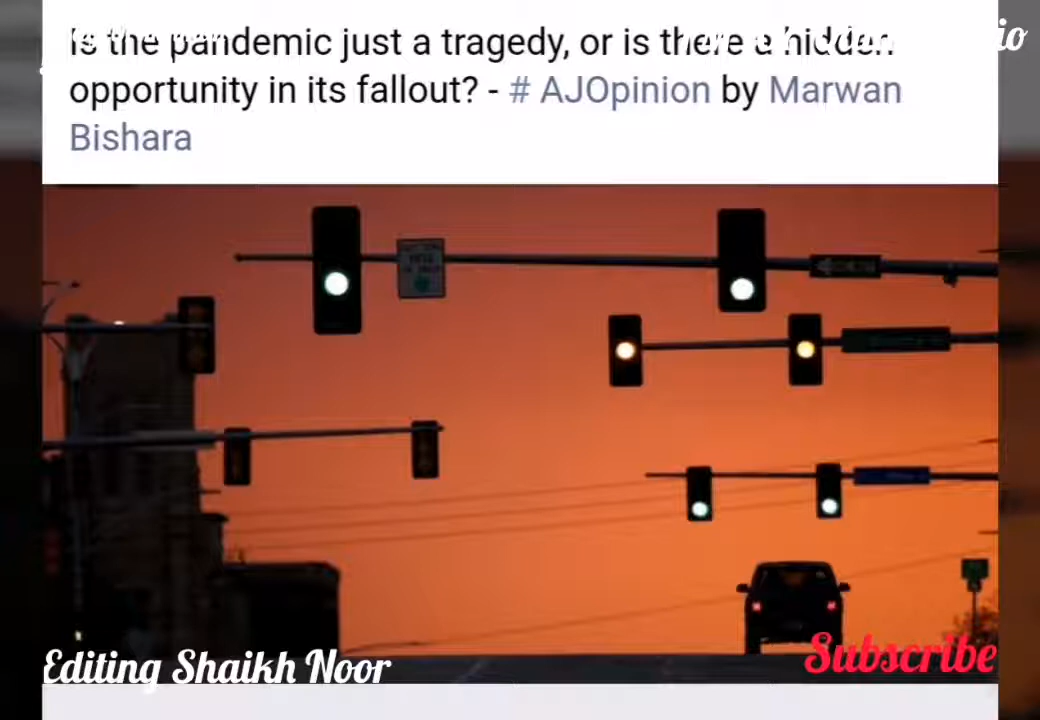 Is the pandemic just a tragedy, or is there a hidden
opportunity in its fallout? - # AJOpinion by Marwan
Bishara
Editing Shaikh Noor
Subscribe